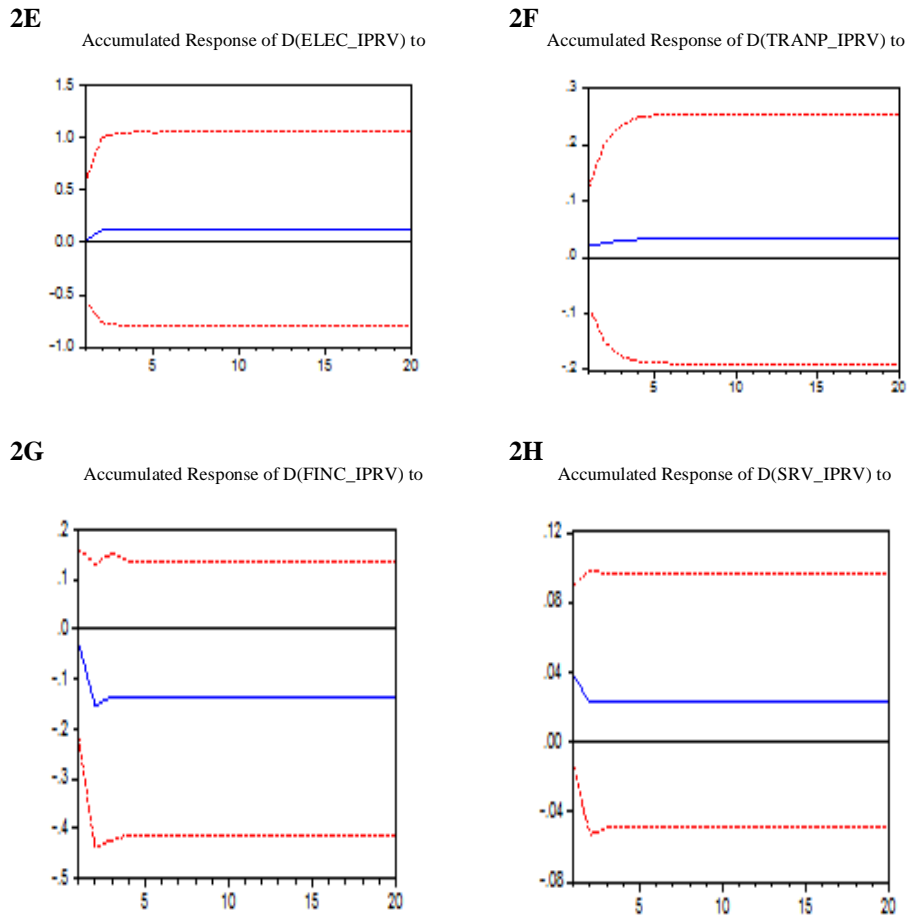 2E
Accumulated Response of D(ELEC_IPRV) to
1.5
1.0
0.5
0.0
-0.5
-1.0
5 10 15 20
2F
Accumulated Response of D(TRANP_IPRV) to
.3
.2
.1
.0
-.1
-.2
5 10 15 20
2G
Accumulated Response of D(FINC_IPRV) to
.2
.1
.0
-.1
-.2
-.3
-.4
-.5
5 10 15 20
2H
Accumulated Response of D(SRV_IPRV) to
.12
.08
.04
.00
-.04
-.08
5 10 15 20